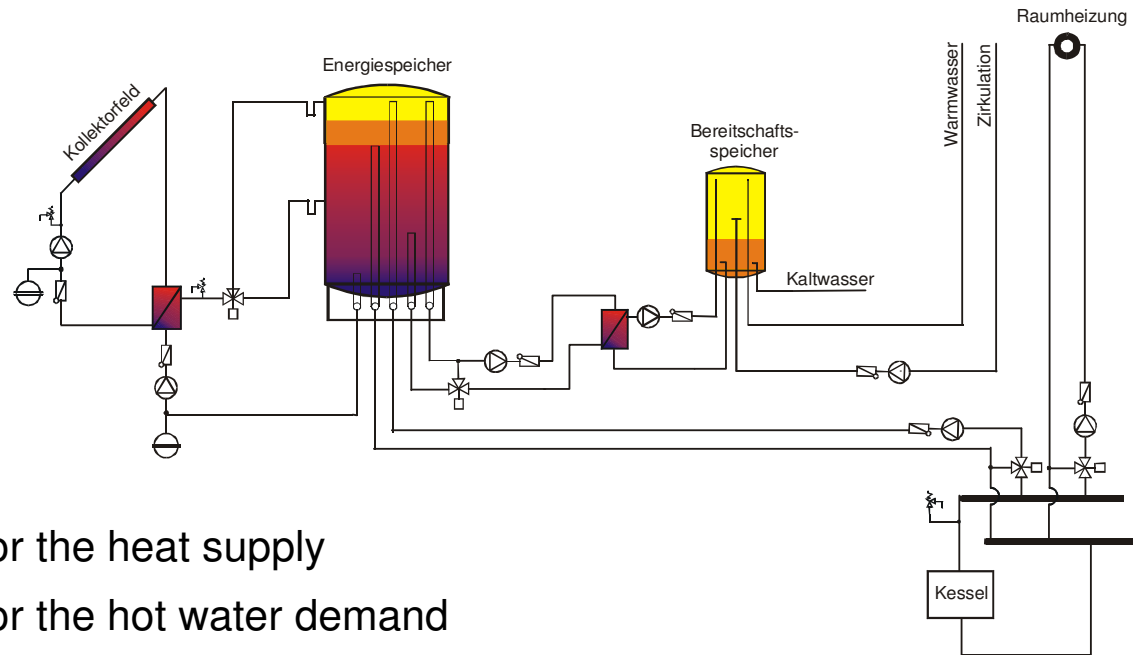 Raumheizung
Energiespeicher
Kollektorfeld
Warmwasser
Zirkulation
Bereitschafts-
speicher
Kaltwasser
or the heat supply
or the hot water demand
Kessel